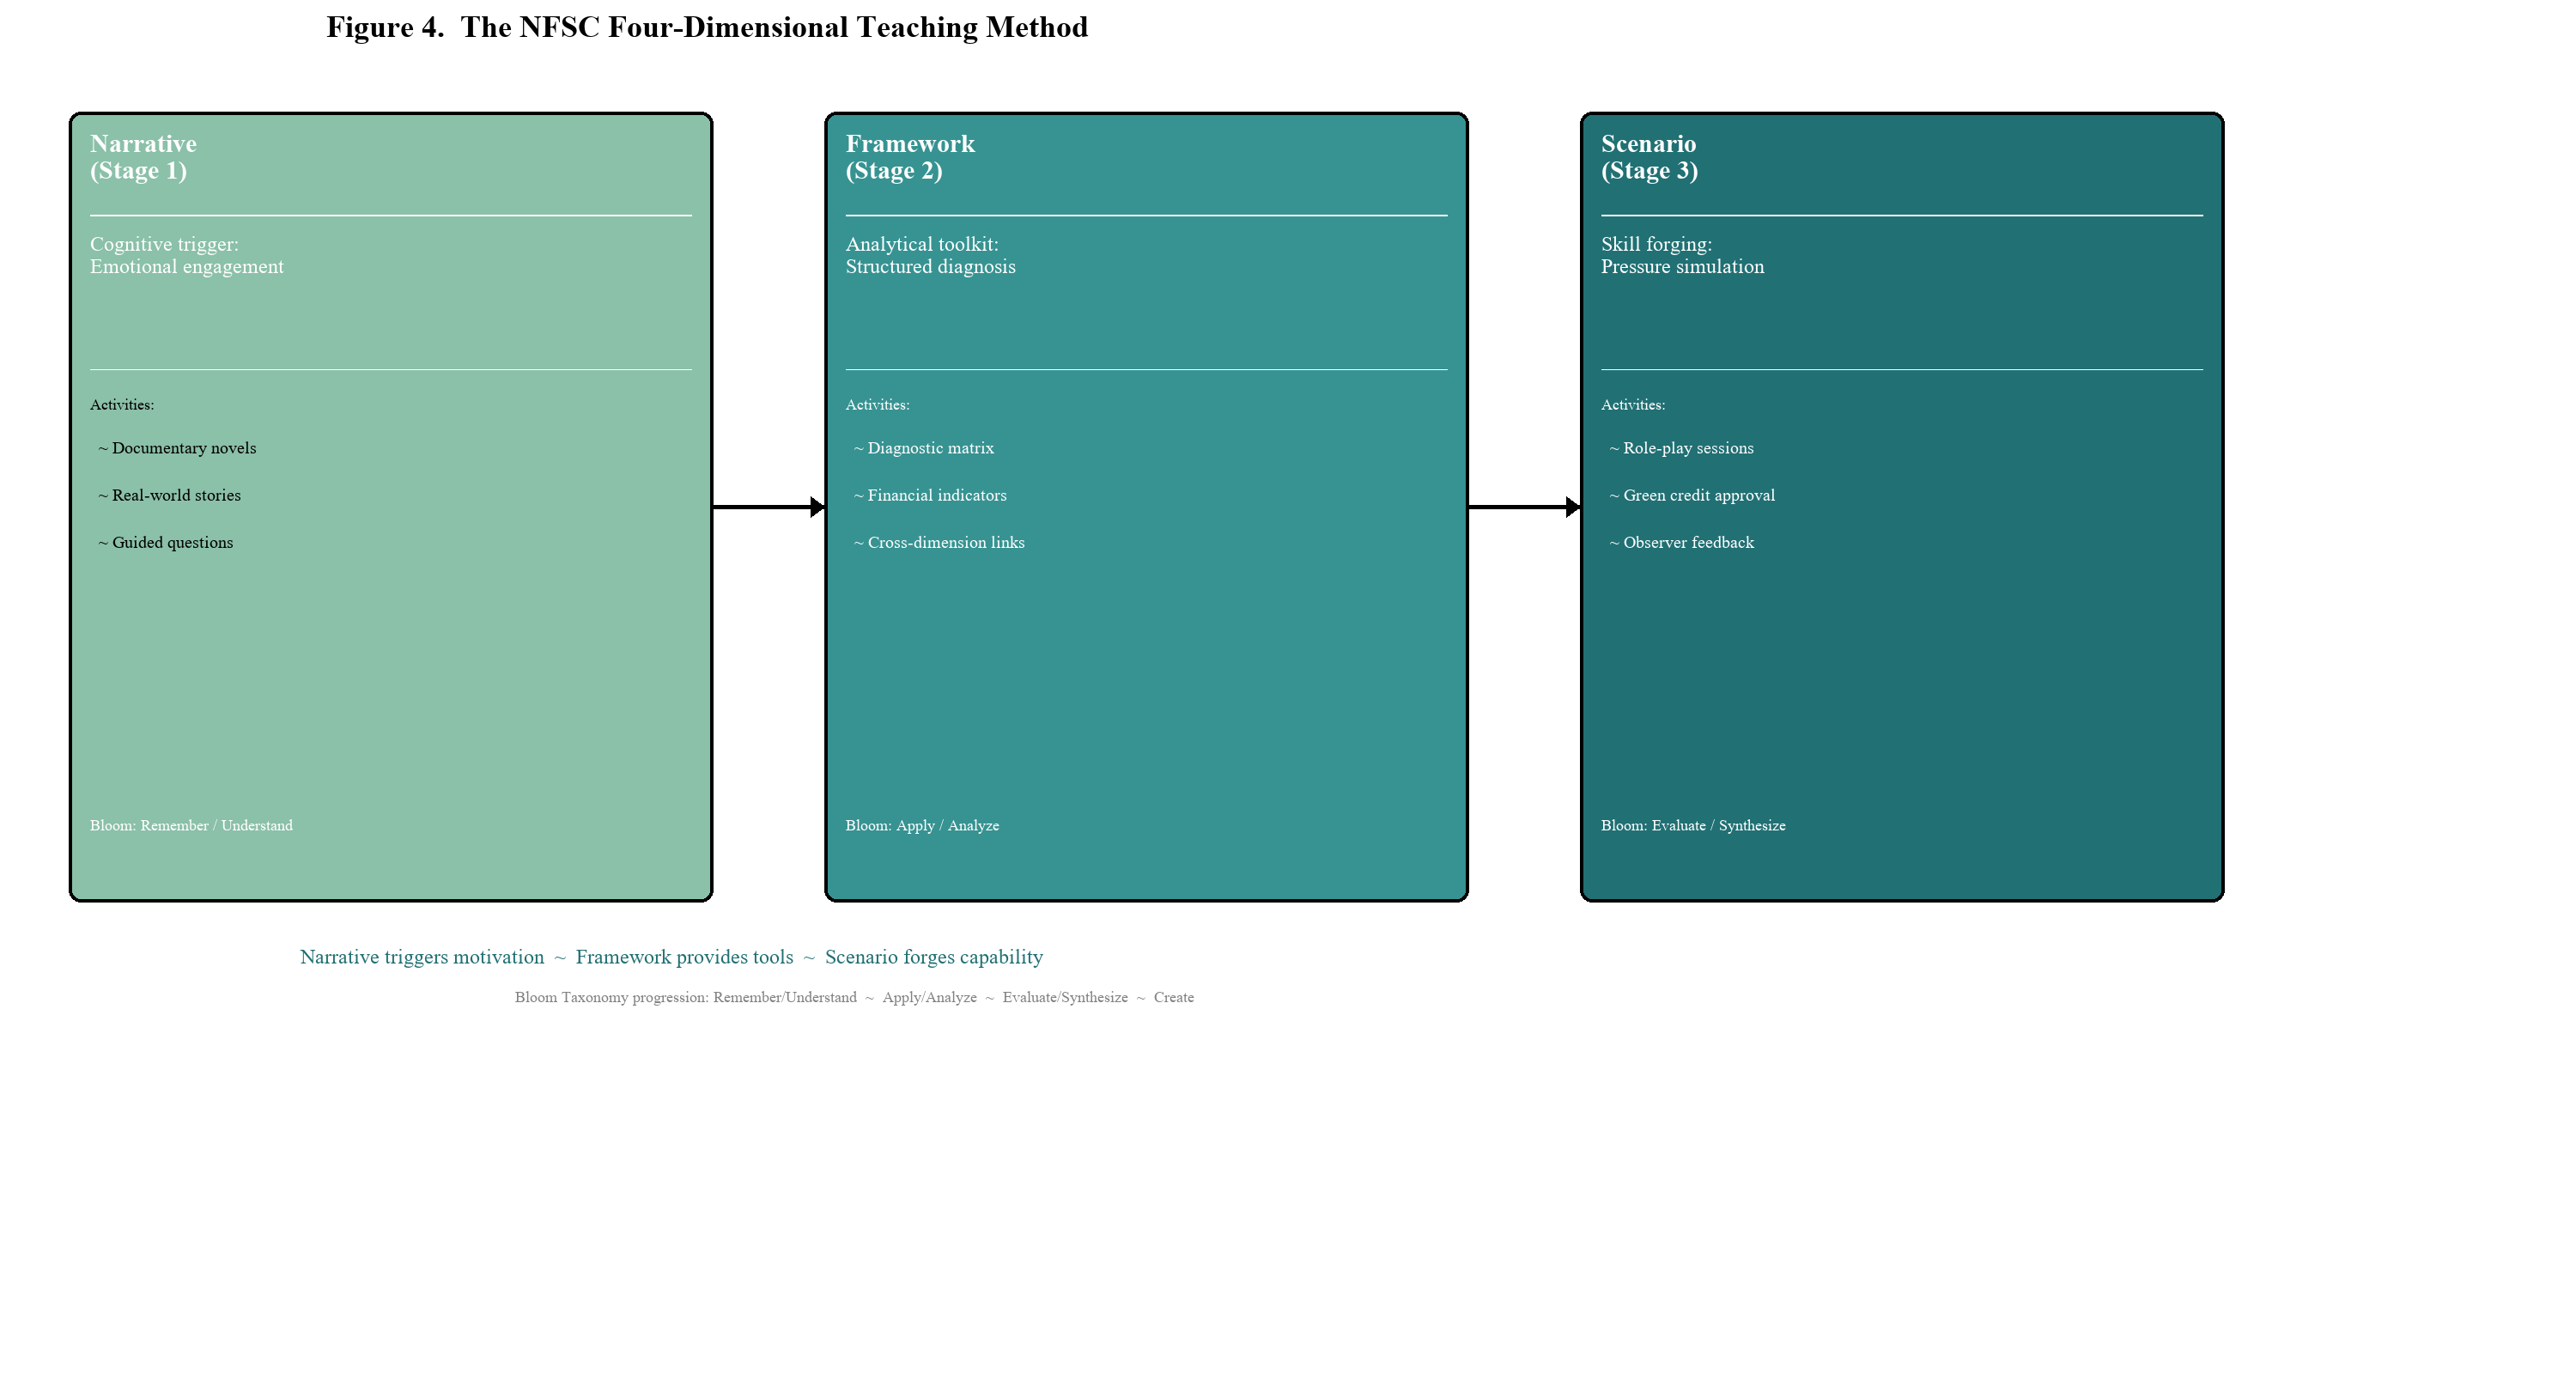 Figure 4.  The NFSC Four-Dimensional Teaching Method
Narrative
(Stage 1)
Cognitive trigger:
Emotional engagement
Activities:
~ Documentary novels
~ Real-world stories
~ Guided questions
Bloom: Remember / Understand
Framework
(Stage 2)
Analytical toolkit:
Structured diagnosis
Activities:
~ Diagnostic matrix
~ Financial indicators
~ Cross-dimension links
Bloom: Apply / Analyze
Scenario
(Stage 3)
Skill forging:
Pressure simulation
Activities:
~ Role-play sessions
~ Green credit approval
~ Observer feedback
Bloom: Evaluate / Synthesize
Narrative triggers motivation  ~  Framework provides tools  ~  Scenario forges capability
Bloom Taxonomy progression: Remember/Understand  ~  Apply/Analyze  ~  Evaluate/Synthesize  ~  Create